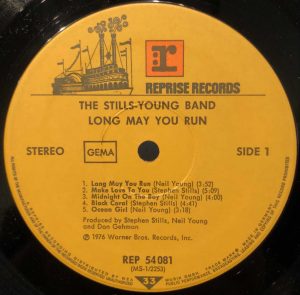 r
REPRISE RECORDS
THE STILLS-YOUNG BAND
LONG MAY YOU RUN
STEREO
GEMA
SIDE 1
1. Long May You Run (Neil Young) (3:52)
2. Make Love To You (Stephen Stills) (5:09)
3. Midnight On The Bay (Neil Young) (4:00)
4. Black Coral (Stephen Stills) (4:40)
5. Ocean Girl (Neil Young) (3:18)
Produced by Stephen Stills, Neil Young
and Don Gehman
℗ 1976 Warner Bros. Records, Inc.
REP 54081
(MS-1/2253)
33